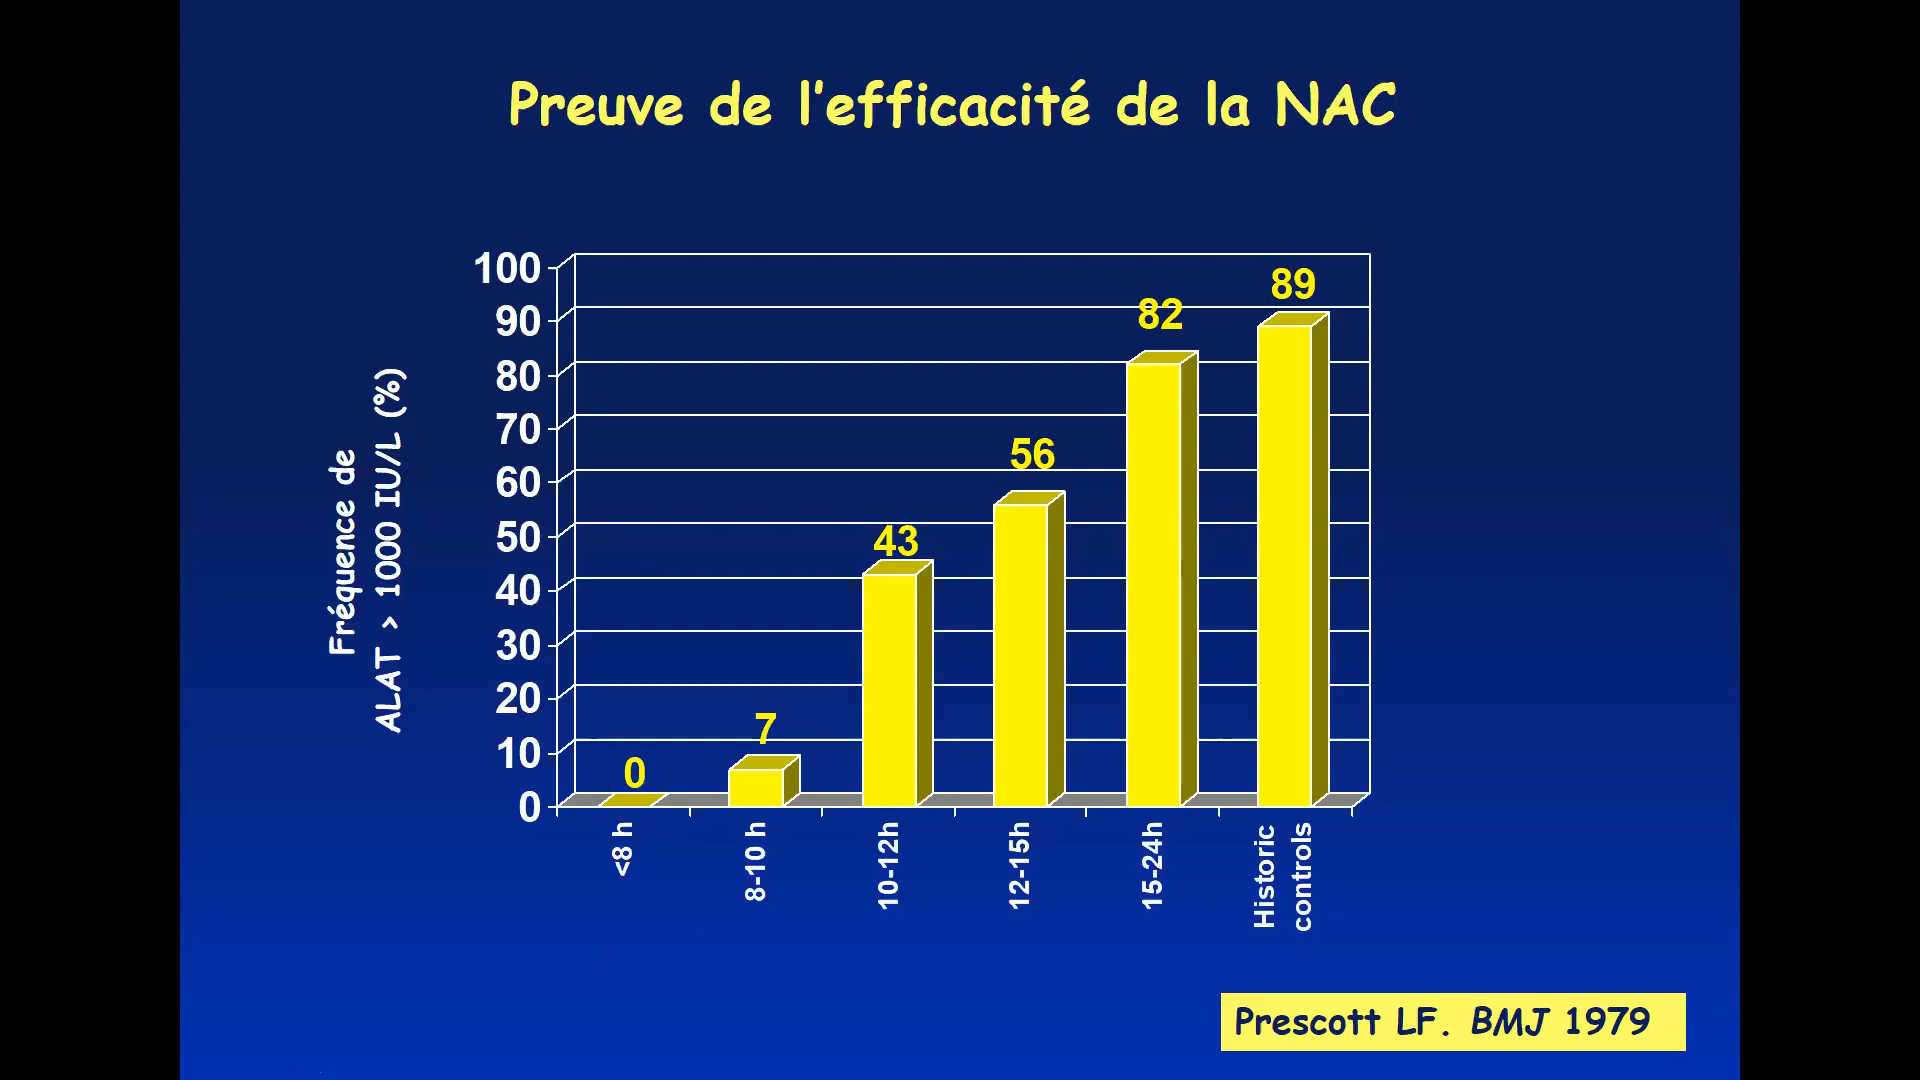 Preuve de l'efficacité de la NAC
Fréquence de
ALAT > 1000 IU/L (%)
100
90
80
70
60
50
40
30
20
10
0
0
7
43
56
82
89
<8 h
8-10 h
10-12h
12-15h
15-24h
Historic
controls
Prescott LF. BMJ 1979